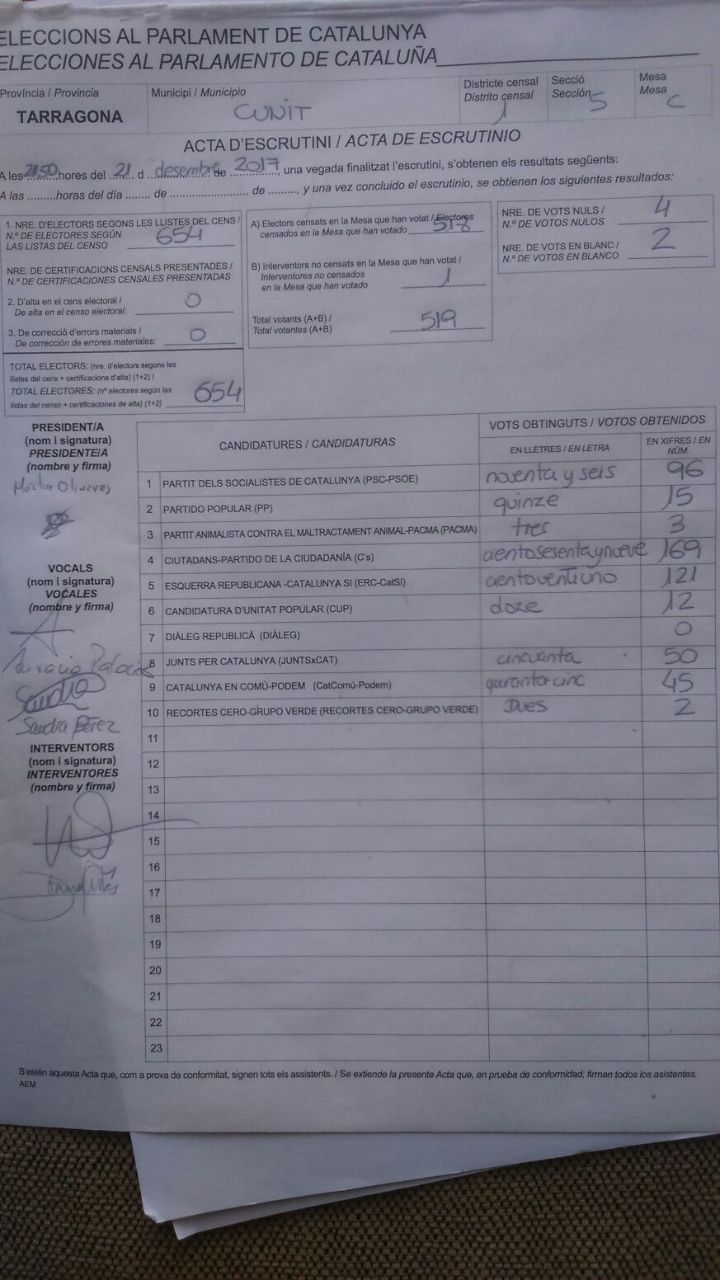 ELECCIONS AL PARLAMENT DE CATALUNYA
ELECCIONES AL PARLAMENTO DE CATALUÑA
Província / Provincia
TARRAGONA
Municipi / Municipio
CUNIT
Districte censal
Distrito censal
1
Secció
Sección
5
Mesa
Mesa
C
ACTA D'ESCRUTINI / ACTA DE ESCRUTINIO
A les 21:50 hores del 21 d desembre de 2017, una vegada finalitzat l'escrutini, s'obtenen els resultats següents:
A las ......... horas del día ........ de .................... de ........., y una vez concluido el escrutinio, se obtienen los siguientes resultados:
1. NRE. D'ELECTORS SEGONS LES LLISTES DEL CENS /
N.º DE ELECTORES SEGÚN
LAS LISTAS DEL CENSO
654
NRE. DE CERTIFICACIONS CENSALS PRESENTADES /
N.º DE CERTIFICACIONES CENSALES PRESENTADAS
2. D'alta en el cens electoral /
De alta en el censo electoral: 0
3. De correcció d'errors materials /
De corrección de errores materiales: 0
TOTAL ELECTORS: (nre. d'electors segons les
llistes del cens + certificacions d'alta) (1+2) /
TOTAL ELECTORES: (nº electores según las
listas del censo + certificaciones de alta) (1+2) 654
A) Electors censats en la Mesa que han votat / Electores
censados en la Mesa que han votado 518
B) Interventors no censats en la Mesa que han votat /
Interventores no censados
en la Mesa que han votado 1
Total votants (A+B) /
Total votantes (A+B) 519
NRE. DE VOTS NULS /
N.º DE VOTOS NULOS 4
NRE. DE VOTS EN BLANC /
N.º DE VOTOS EN BLANCO 2
PRESIDENT/A
(nom i signatura)
PRESIDENTE/A
(nombre y firma)
VOCALS
(nom i signatura)
VOCALES
(nombre y firma)
Sandra
Sandra Pérez
INTERVENTORS
(nom i signatura)
INTERVENTORES
(nombre y firma)
CANDIDATURES / CANDIDATURAS
VOTS OBTINGUTS / VOTOS OBTENIDOS
EN LLETRES / EN LETRA
EN XIFRES / EN NÚM.
1 PARTIT DELS SOCIALISTES DE CATALUNYA (PSC-PSOE) noventa y seis 96
2 PARTIDO POPULAR (PP) quinze 15
3 PARTIT ANIMALISTA CONTRA EL MALTRACTAMENT ANIMAL-PACMA (PACMA) tres 3
4 CIUTADANS-PARTIDO DE LA CIUDADANÍA (C's) ciento sesenta y nueve 169
5 ESQUERRA REPUBLICANA -CATALUNYA SÍ (ERC-CatSí) ciento ventiuno 121
6 CANDIDATURA D'UNITAT POPULAR (CUP) doze 12
7 DIÀLEG REPUBLICÀ (DIÀLEG) 0
8 JUNTS PER CATALUNYA (JUNTSxCAT) cincuanta 50
9 CATALUNYA EN COMÚ-PODEM (CatComú-Podem) quranta-cinc 45
10 RECORTES CERO-GRUPO VERDE (RECORTES CERO-GRUPO VERDE) Dues 2
11
12
13
14
15
16
17
18
19
20
21
22
23
S'estén aquesta Acta que, com a prova de conformitat, signen tots els assistents. / Se extiende la presente Acta que, en prueba de conformidad, firman todos los asistentes.
AEM